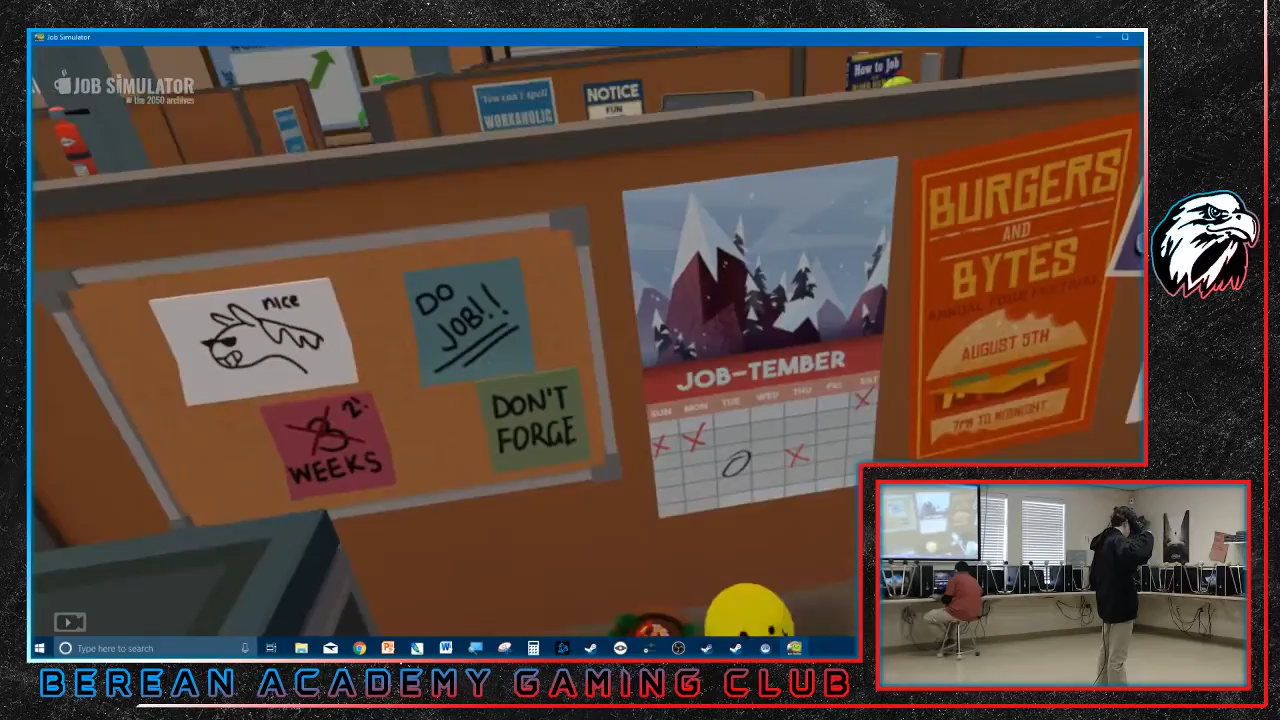 Job Simulator
JOB SIMULATOR
the 2050 archives
You can't spell
WORKAHOLIC
NOTICE
FUN
How to Job
nice
DO
JOB!!
3 2!
WEEKS
DON'T
FORGE
JOB-TEMBER
SUN MON TUE WED THU FRI SAT
BURGERS
AND
BYTES
ANNUAL FOOD FESTIVAL
AUGUST 5TH
7PM TO MIDNIGHT
Type here to search
BEREAN ACADEMY GAMING CLUB